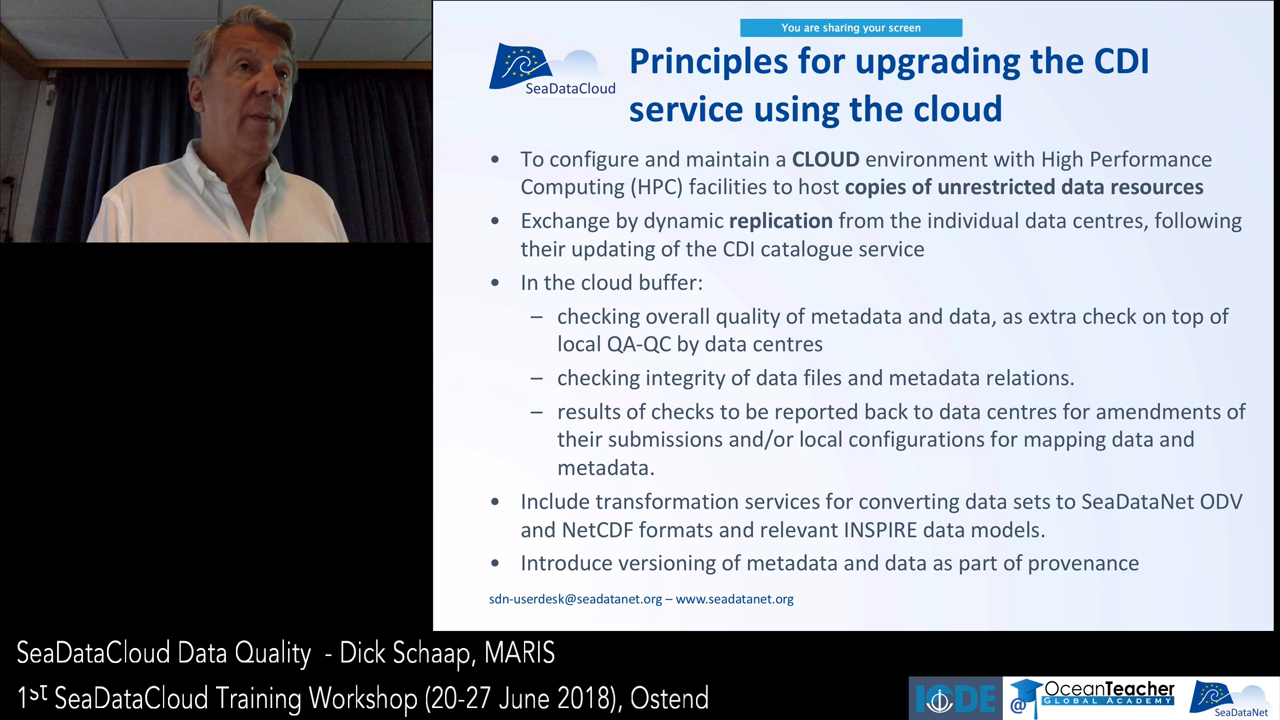 You are sharing your screen
SeaDataCloud
Principles for upgrading the CDI
service using the cloud
• To configure and maintain a CLOUD environment with High Performance
Computing (HPC) facilities to host copies of unrestricted data resources
• Exchange by dynamic replication from the individual data centres, following
their updating of the CDI catalogue service
• In the cloud buffer:
– checking overall quality of metadata and data, as extra check on top of
local QA-QC by data centres
– checking integrity of data files and metadata relations.
– results of checks to be reported back to data centres for amendments of
their submissions and/or local configurations for mapping data and
metadata.
• Include transformation services for converting data sets to SeaDataNet ODV
and NetCDF formats and relevant INSPIRE data models.
• Introduce versioning of metadata and data as part of provenance
sdn-userdesk@seadatanet.org – www.seadatanet.org
SeaDataCloud Data Quality - Dick Schaap, MARIS
1st SeaDataCloud Training Workshop (20-27 June 2018), Ostend
IODE
@
OceanTeacher
GLOBAL ACADEMY
SeaDataNet